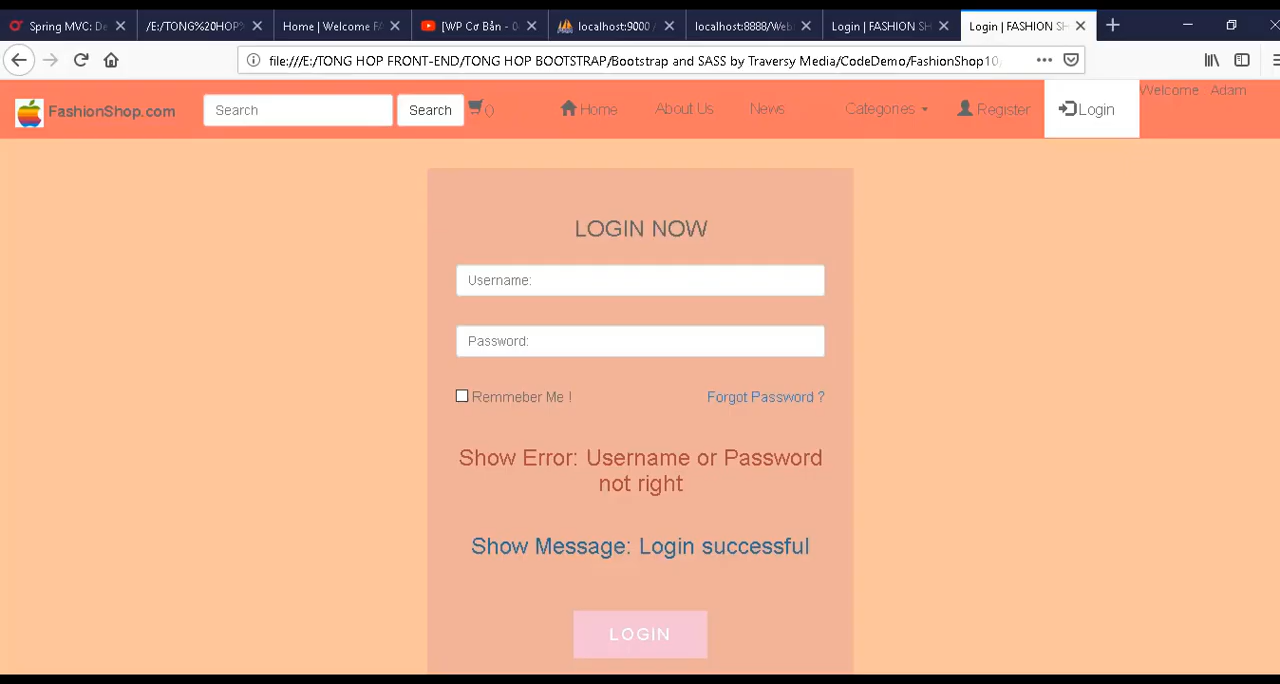 Spring MVC: De
/E:/TONG%20HOP
Home | Welcome FA
[WP Cơ Bản - 0
localhost:9000 /
localhost:8888/Web
Login | FASHION SH
Login | FASHION SH
file:///E:/TONG HOP FRONT-END/TONG HOP BOOTSTRAP/Bootstrap and SASS by Traversy Media/CodeDemo/FashionShop10/
FashionShop.com
Search
Search
0
Home
About Us
News
Categories
Register
Login
Welcome Adam
LOGIN NOW
Username:
Password:
Remmeber Me !
Forgot Password ?
Show Error: Username or Password
not right
Show Message: Login successful
LOGIN